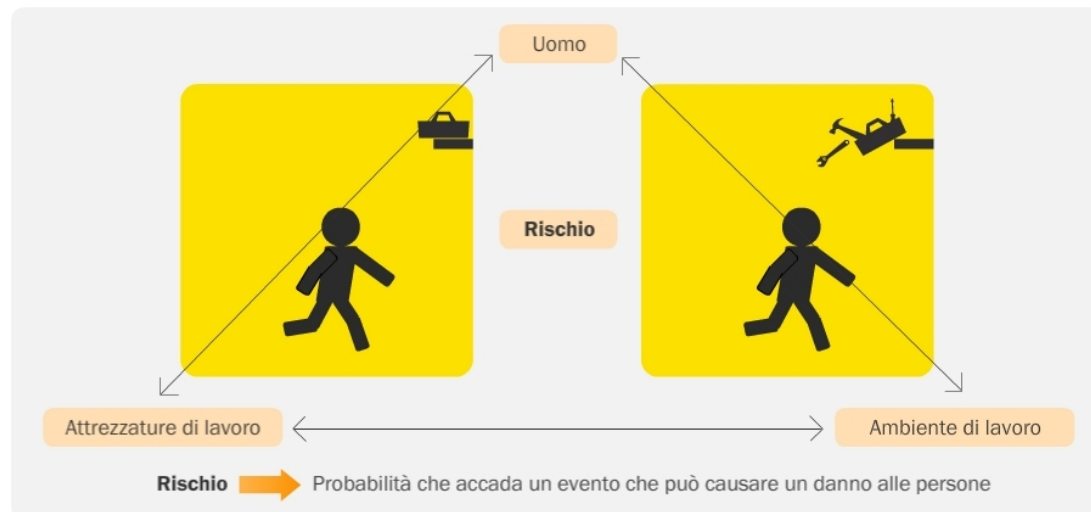 Uomo
Rischio
Attrezzature di lavoro
Ambiente di lavoro
Rischio Probabilità che accada un evento che può causare un danno alle persone